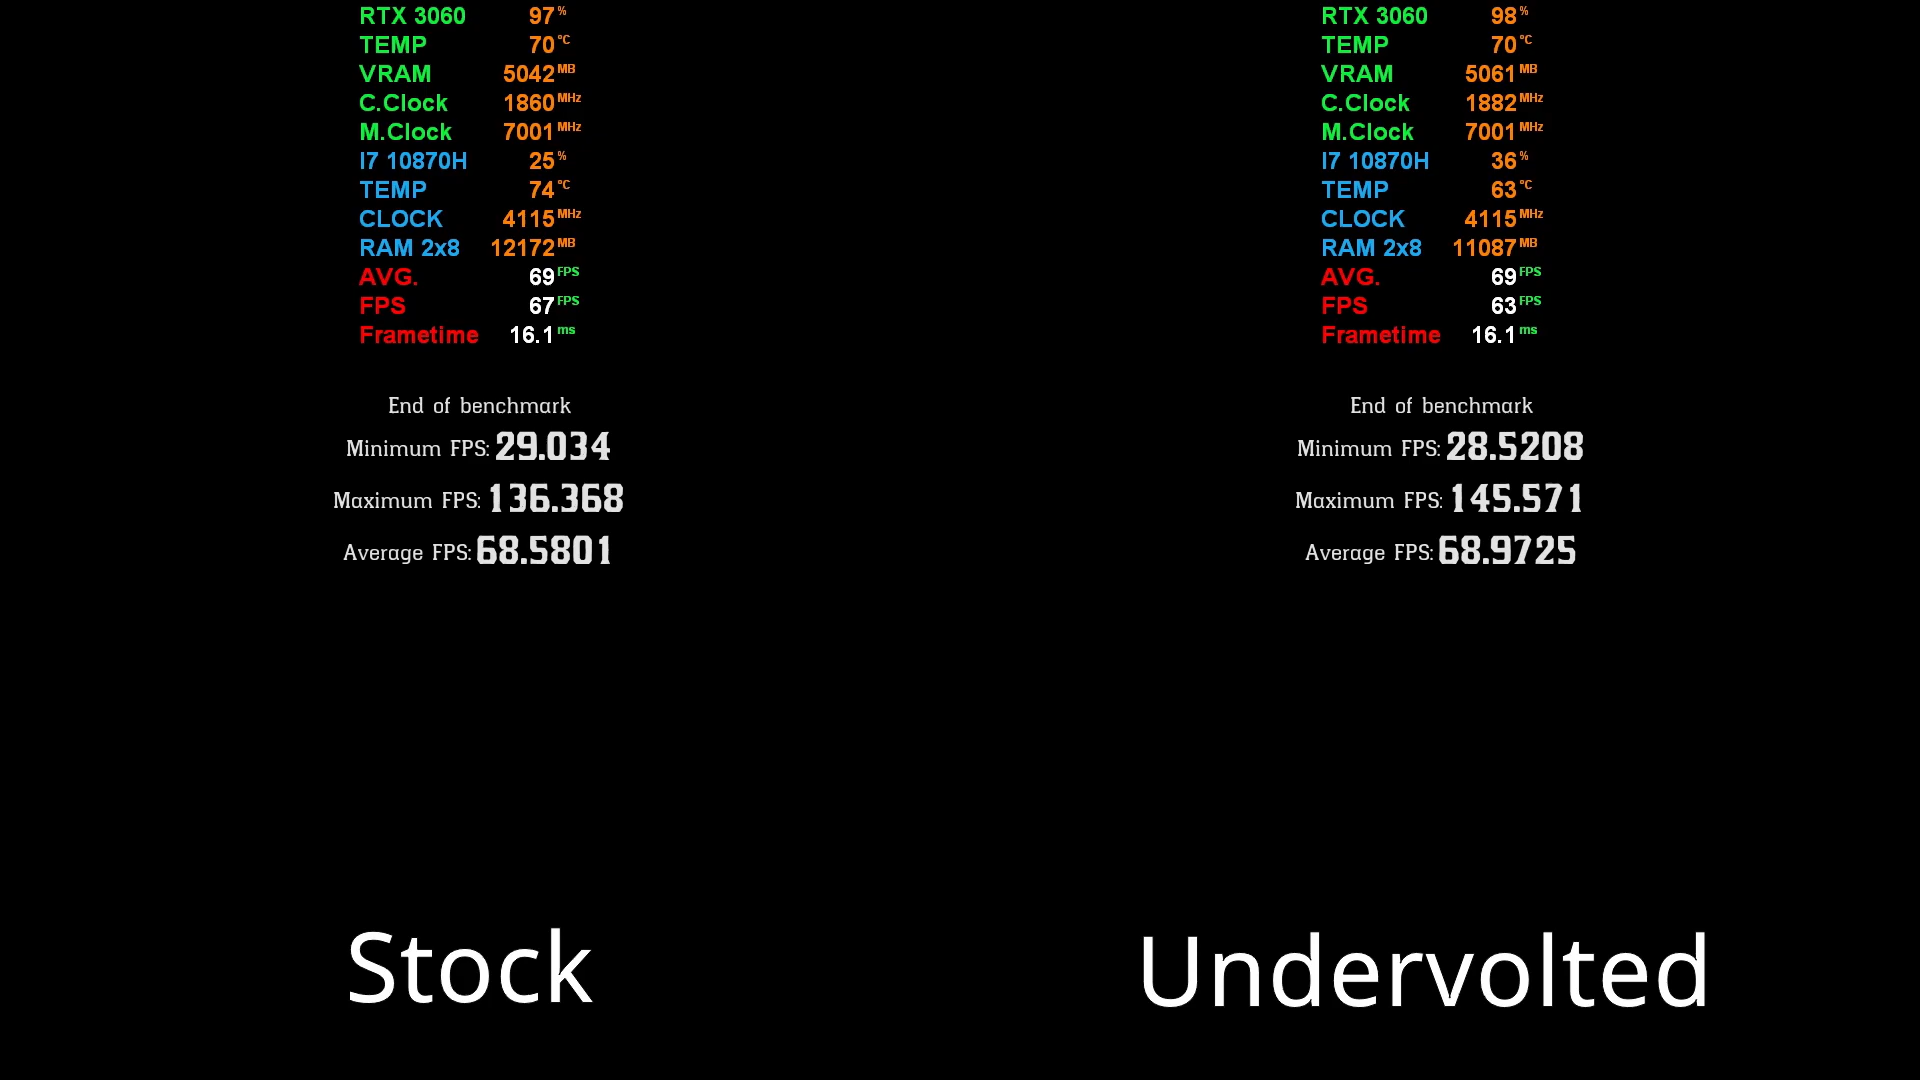 RTX 3060 97 %
TEMP 70 °C
VRAM 5042 MB
C.Clock 1860 MHz
M.Clock 7001 MHz
I7 10870H 25 %
TEMP 74 °C
CLOCK 4115 MHz
RAM 2x8 12172 MB
AVG. 69 FPS
FPS 67 FPS
Frametime 16.1 ms
End of benchmark
Minimum FPS: 29.034
Maximum FPS: 136.368
Average FPS: 68.5801
Stock
RTX 3060 98 %
TEMP 70 °C
VRAM 5061 MB
C.Clock 1882 MHz
M.Clock 7001 MHz
I7 10870H 36 %
TEMP 63 °C
CLOCK 4115 MHz
RAM 2x8 11087 MB
AVG. 69 FPS
FPS 63 FPS
Frametime 16.1 ms
End of benchmark
Minimum FPS: 28.5208
Maximum FPS: 145.571
Average FPS: 68.9725
Undervolted